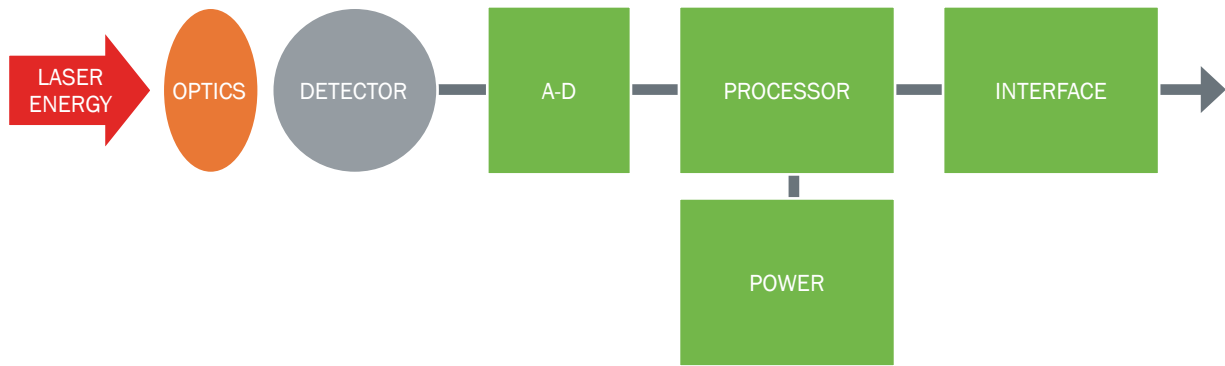 LASER
ENERGY
OPTICS
DETECTOR
A-D
PROCESSOR
INTERFACE
POWER